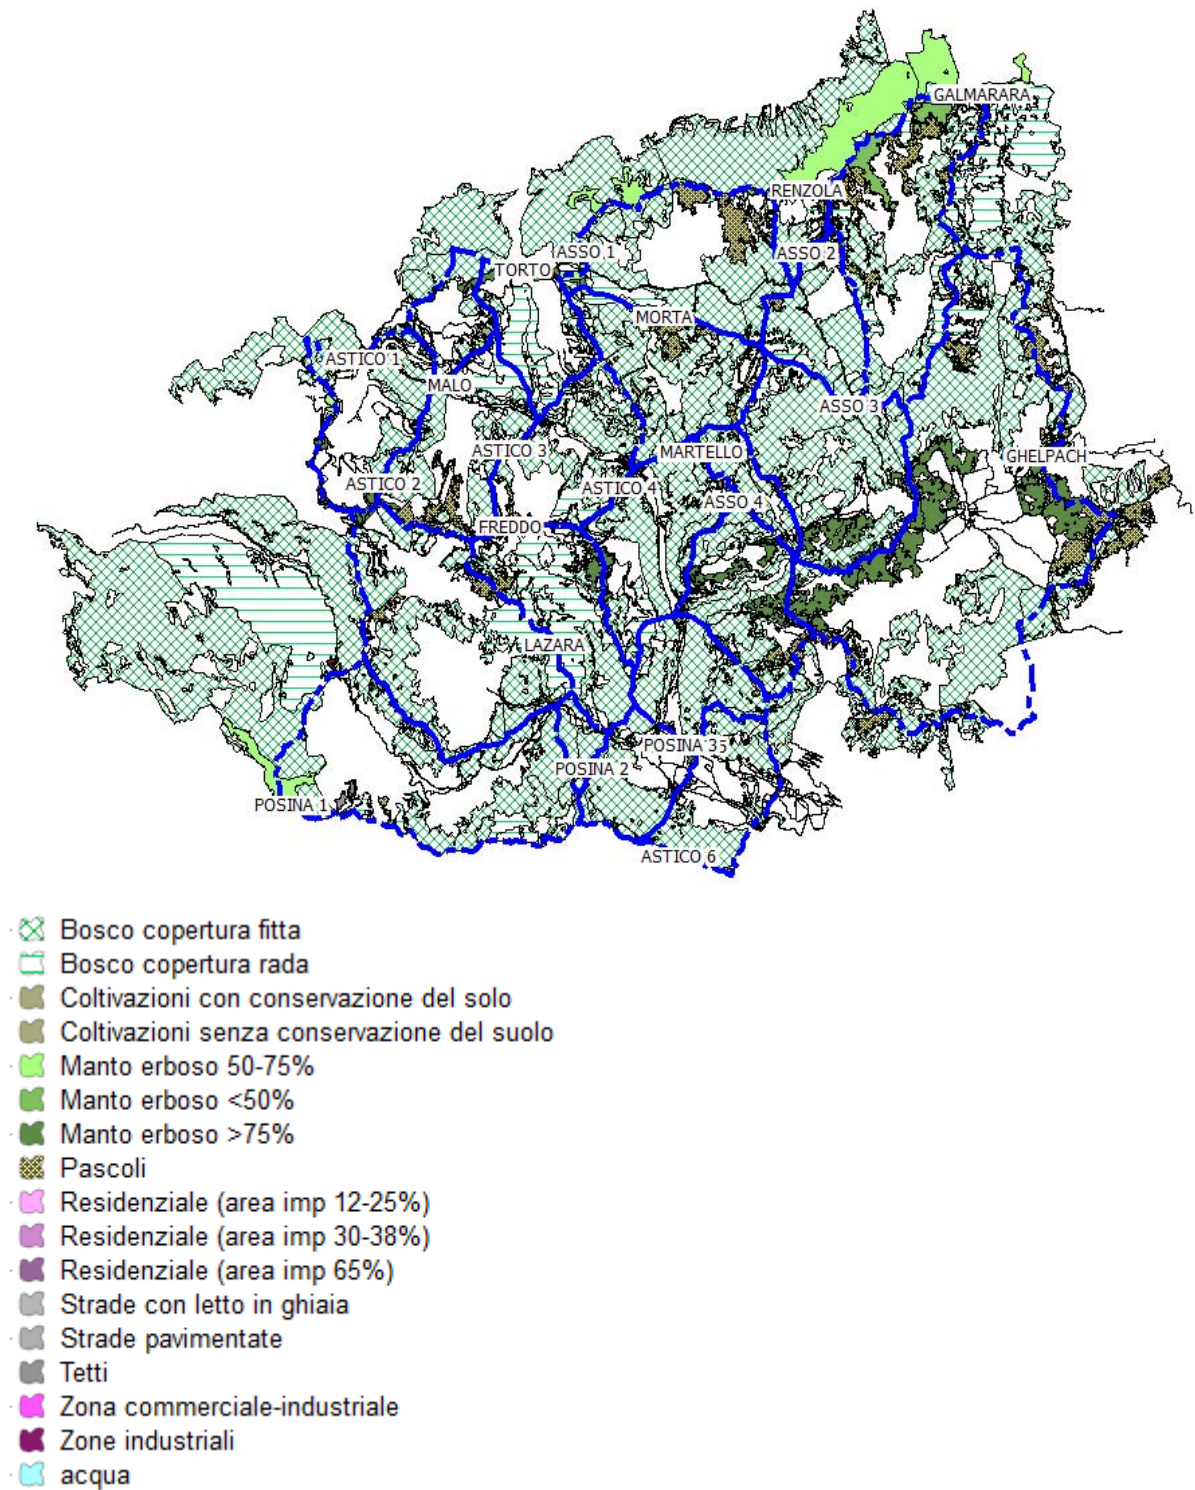 GALMARARA
RENZOLA
ASSO 1
ASSO 2
TORTO
MORTA
ASTICO 1
MALO
ASSO 3
ASTICO 3
MARTELLO
GHELPACH
ASTICO 2
ASTICO 4
ASSO 4
FREDDO
LAZARA
POSINA 35
POSINA 2
POSINA 1
ASTICO 6
Bosco copertura fitta
Bosco copertura rada
Coltivazioni con conservazione del solo
Coltivazioni senza conservazione del suolo
Manto erboso 50-75%
Manto erboso <50%
Manto erboso >75%
Pascoli
Residenziale (area imp 12-25%)
Residenziale (area imp 30-38%)
Residenziale (area imp 65%)
Strade con letto in ghiaia
Strade pavimentate
Tetti
Zona commerciale-industriale
Zone industriali
acqua